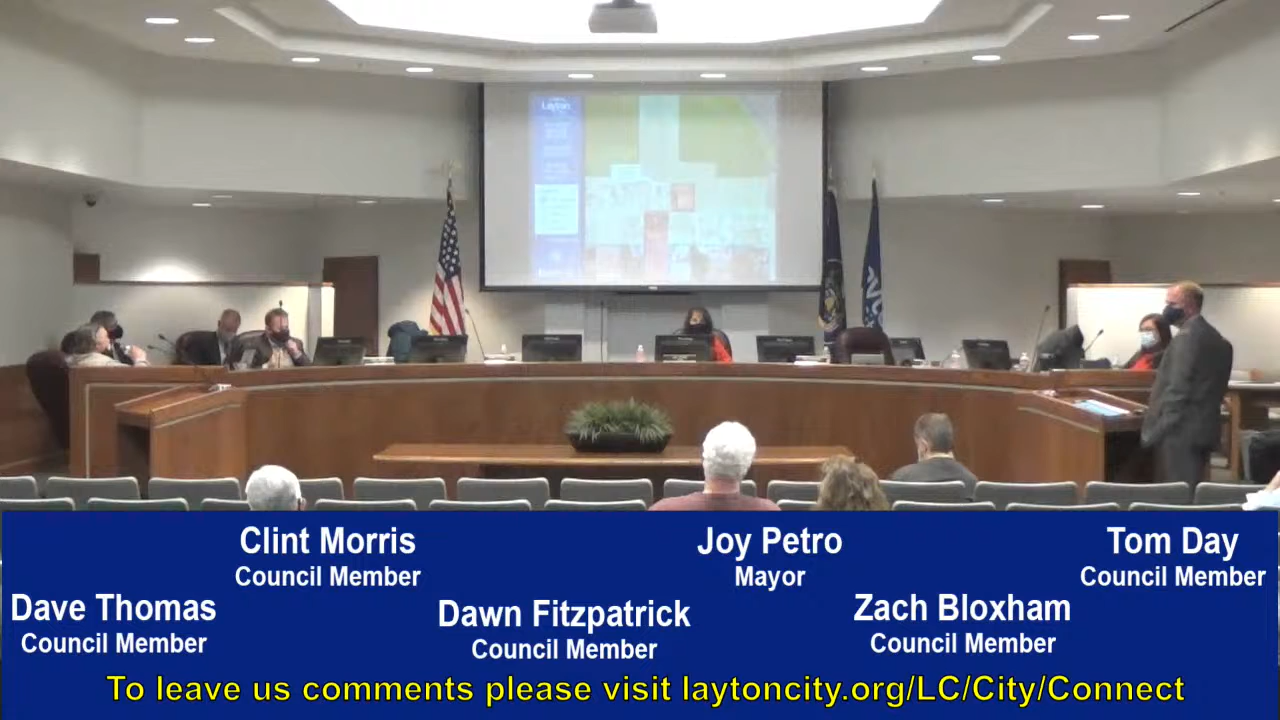 Layton
Clint Morris
Council Member
Joy Petro
Mayor
Tom Day
Council Member
Dave Thomas
Council Member
Dawn Fitzpatrick
Council Member
Zach Bloxham
Council Member
To leave us comments please visit laytoncity.org/LC/City/Connect